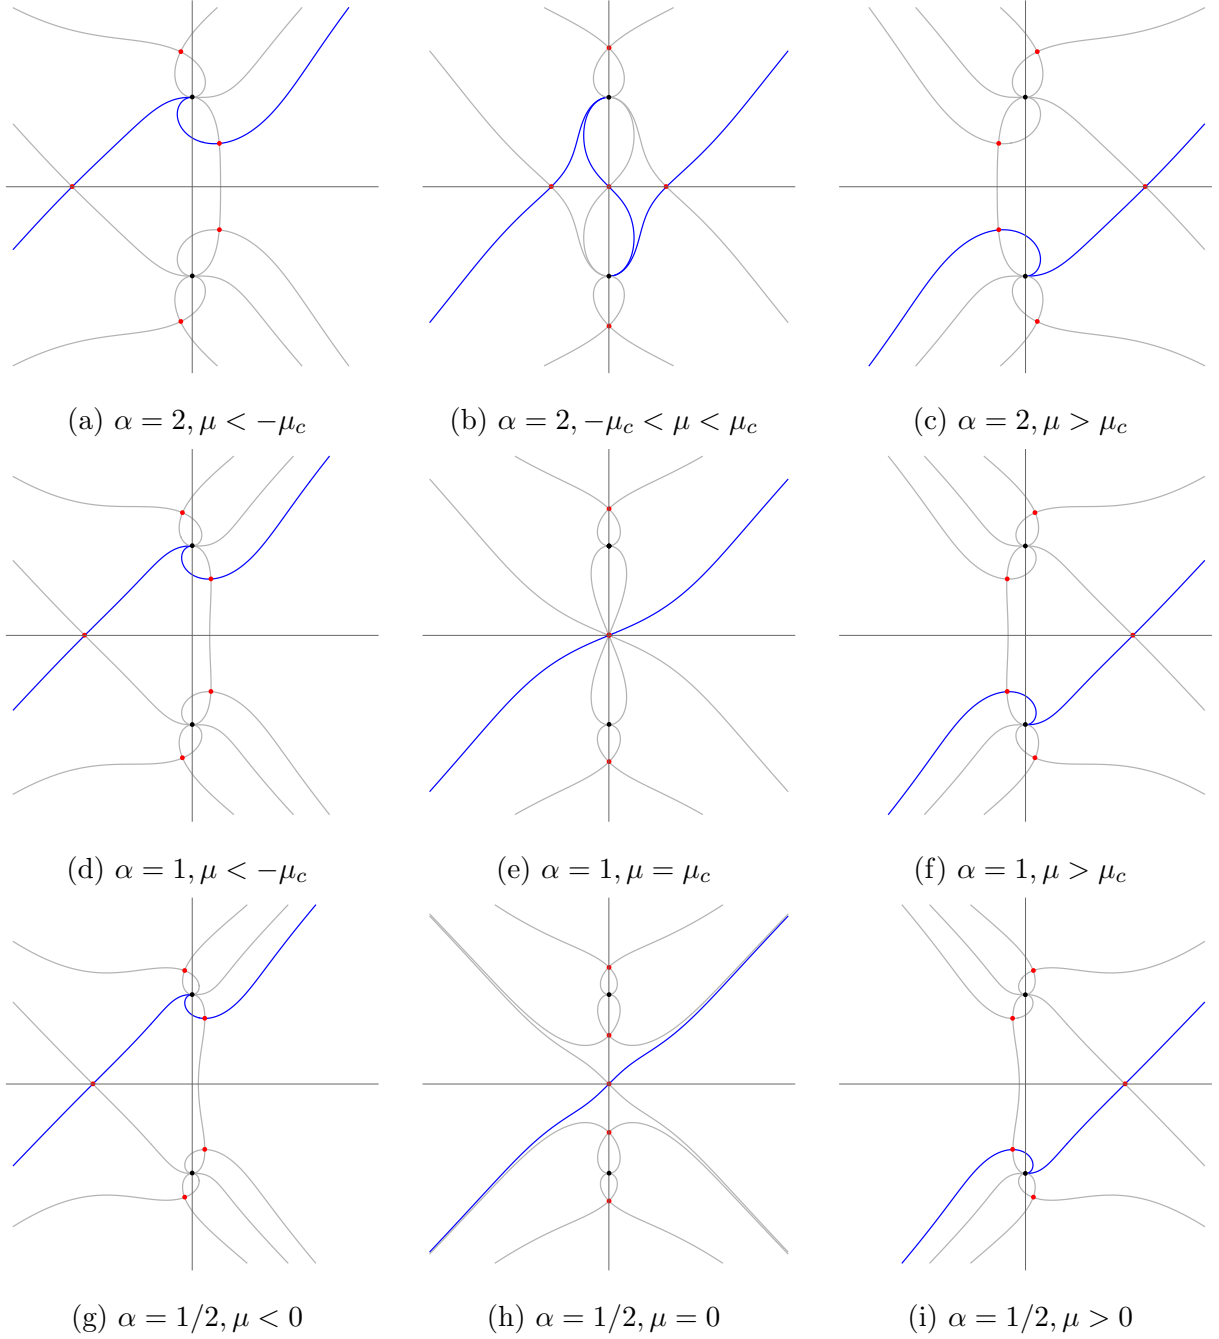 (a) α = 2, μ < −μ_c
(b) α = 2, −μ_c < μ < μ_c
(c) α = 2, μ > μ_c
(d) α = 1, μ < −μ_c
(e) α = 1, μ = μ_c
(f) α = 1, μ > μ_c
(g) α = 1/2, μ < 0
(h) α = 1/2, μ = 0
(i) α = 1/2, μ > 0